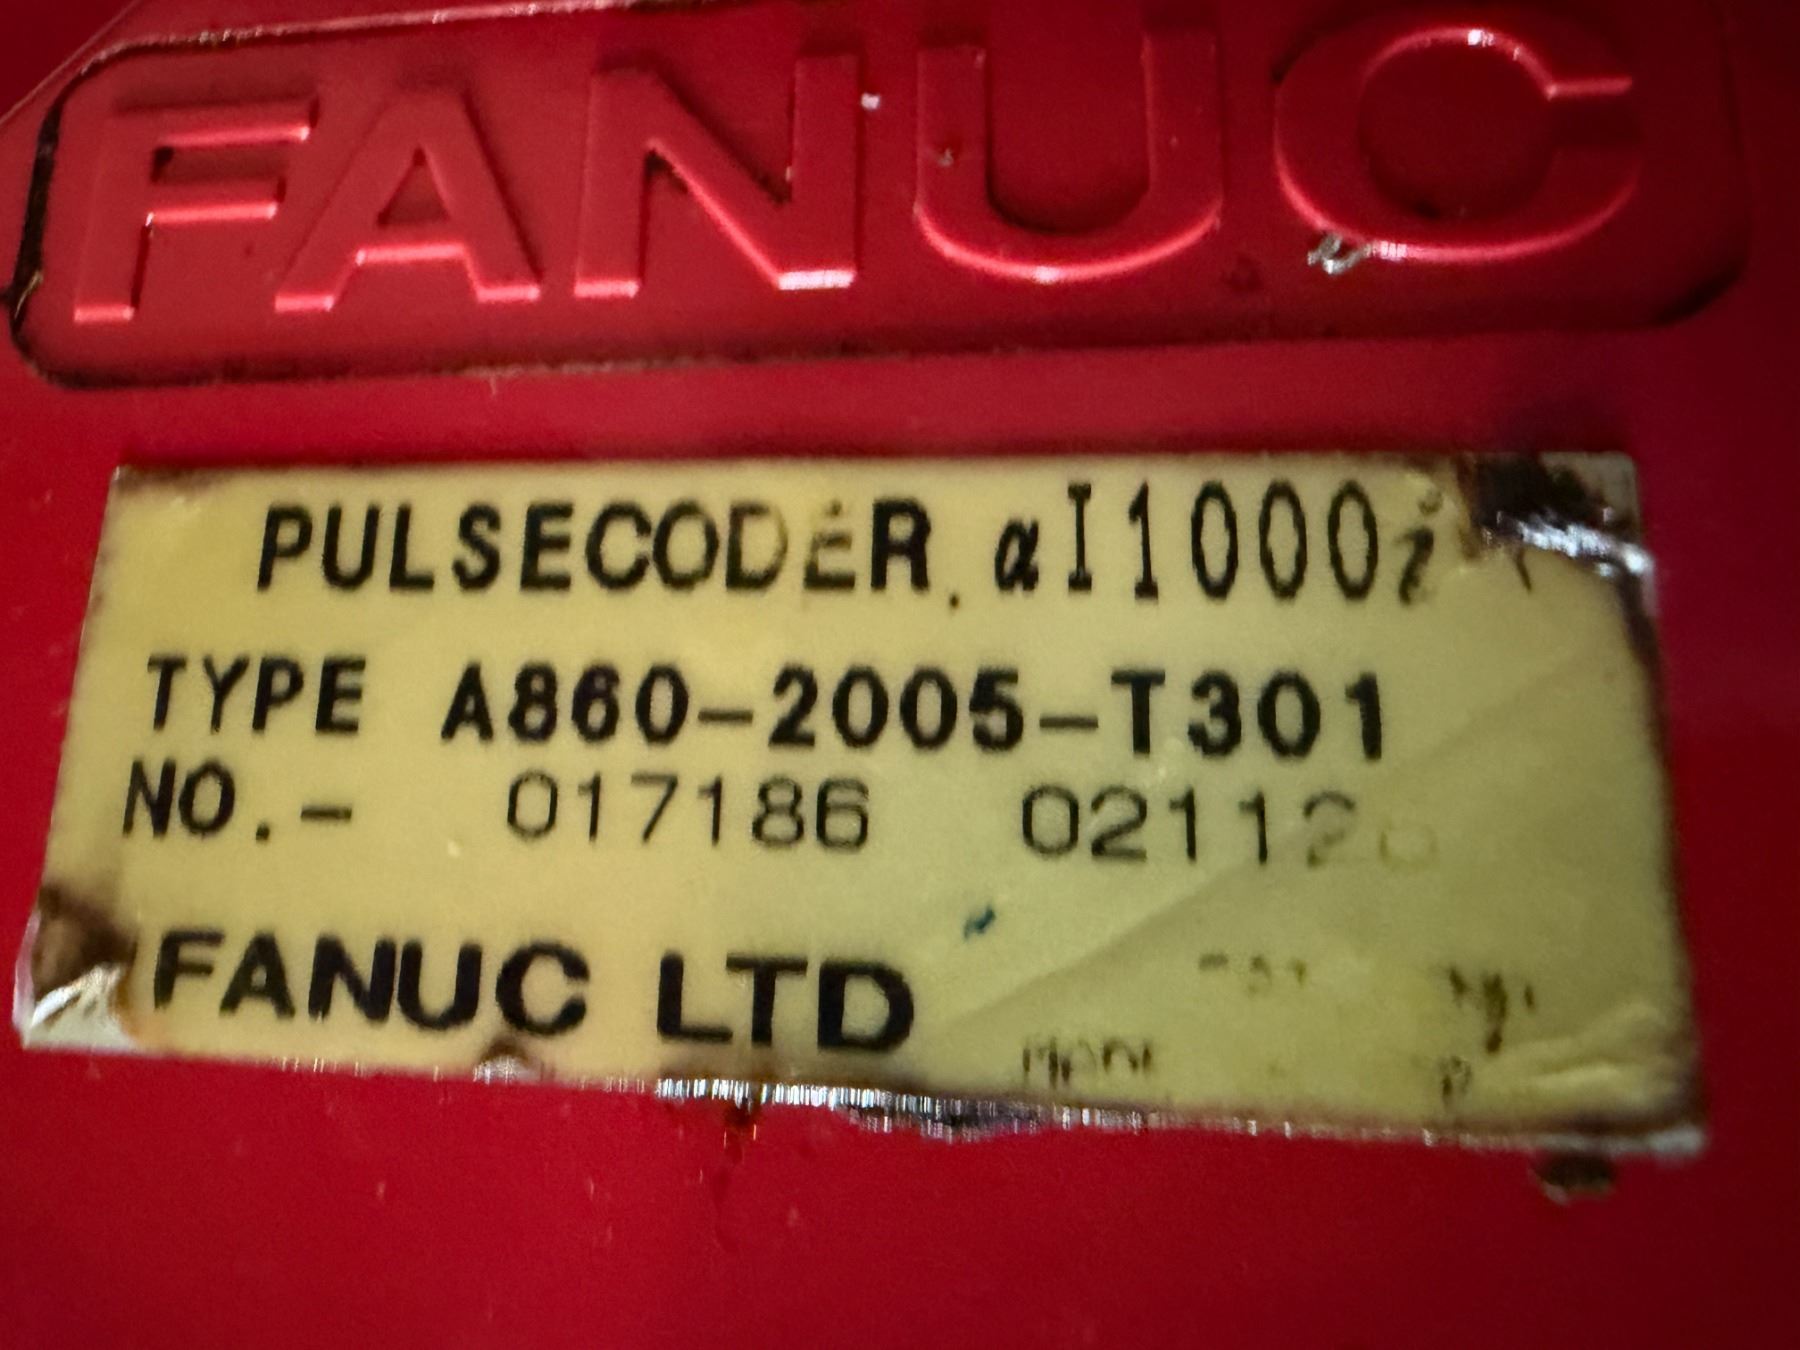 FANUC
PULSECODER. αI1000i
TYPE A860-2005-T301
NO.- 017186
FANUC LTD